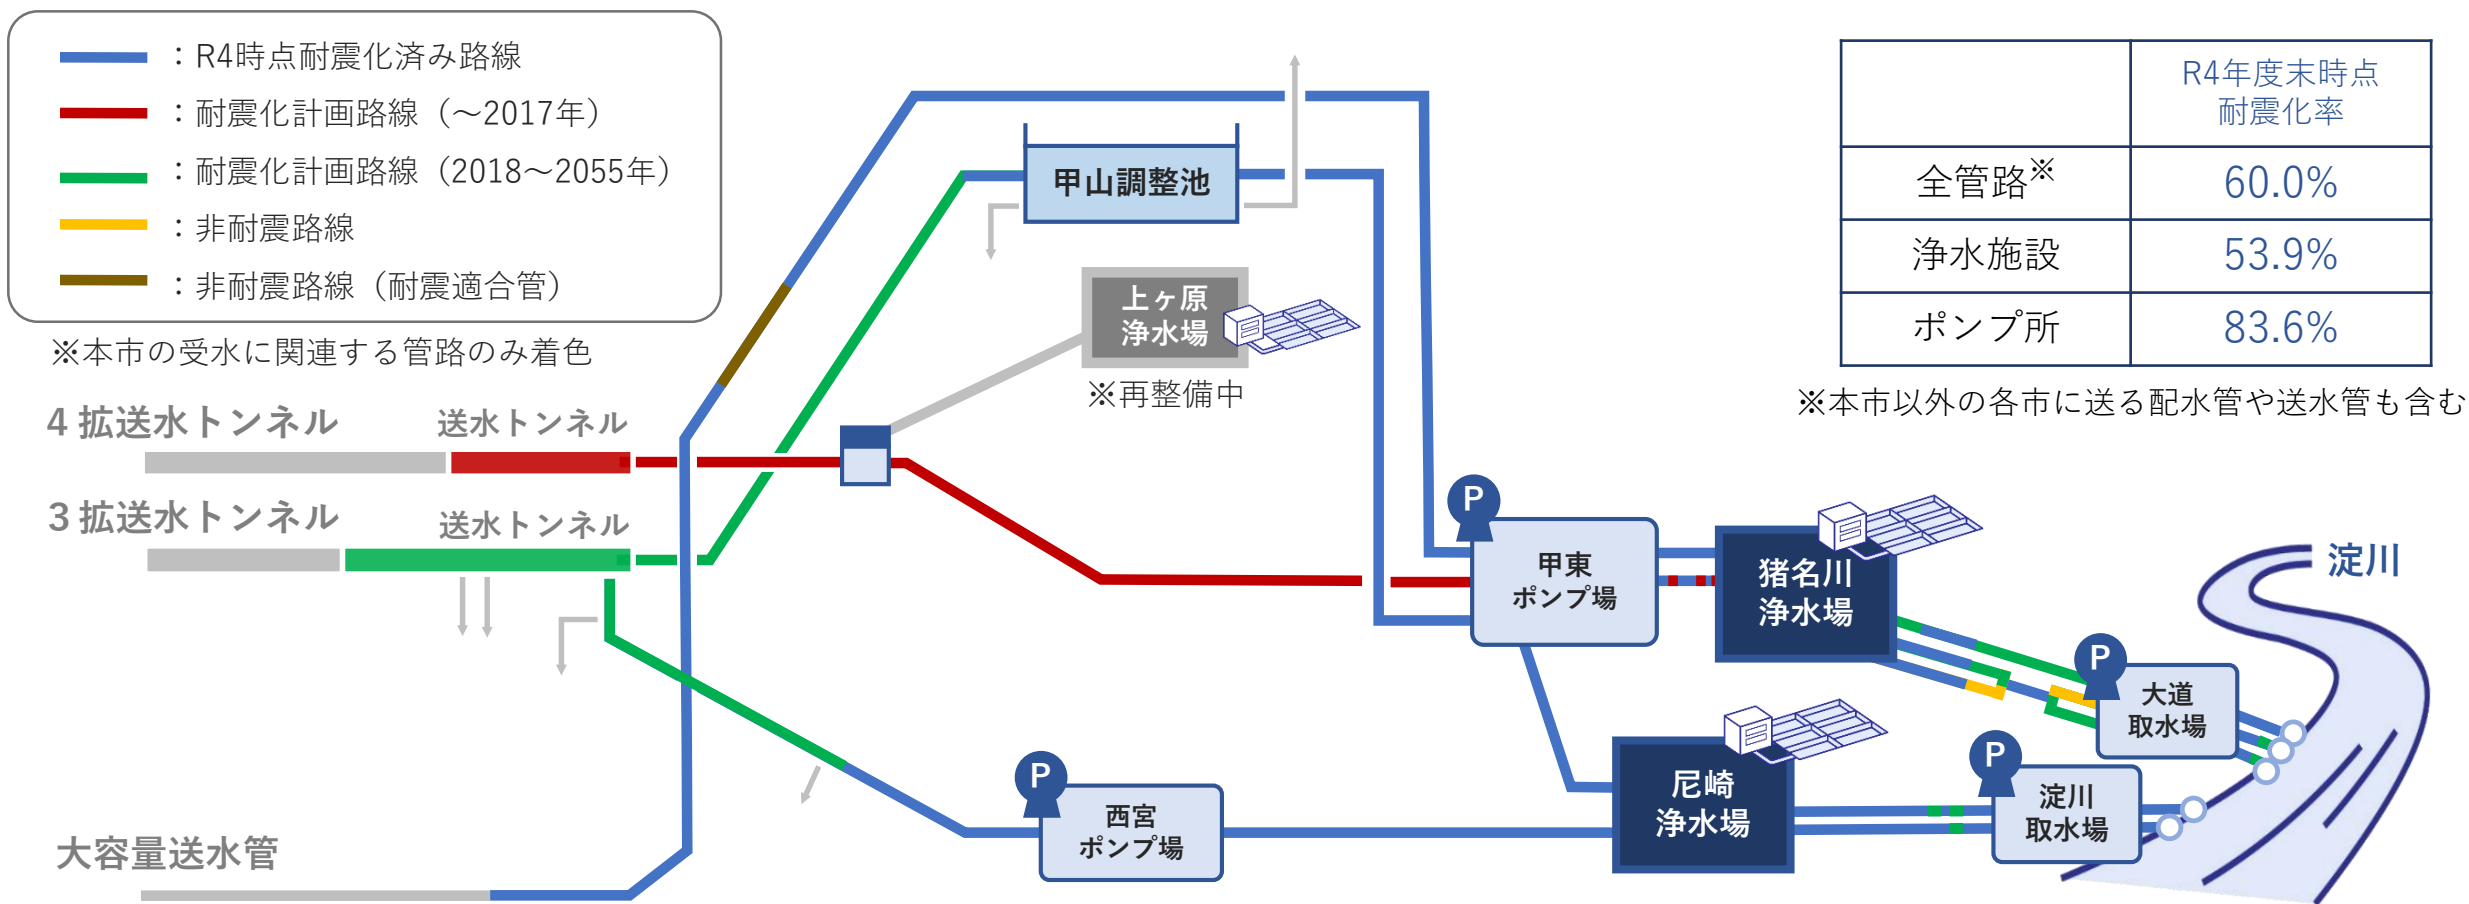 ：R4時点耐震化済み路線
：耐震化計画路線（～2017年）
：耐震化計画路線（2018～2055年）
：非耐震路線
：非耐震路線（耐震適合管）
※本市の受水に関連する管路のみ着色
R4年度末時点
耐震化率
全管路※
60.0%
浄水施設
53.9%
ポンプ所
83.6%
※本市以外の各市に送る配水管や送水管も含む
甲山調整池
上ヶ原
浄水場
※再整備中
4拡送水トンネル
送水トンネル
3拡送水トンネル
送水トンネル
大容量送水管
P
甲東
ポンプ場
猪名川
浄水場
淀川
P
大道
取水場
P
淀川
取水場
尼崎
浄水場
P
西宮
ポンプ場